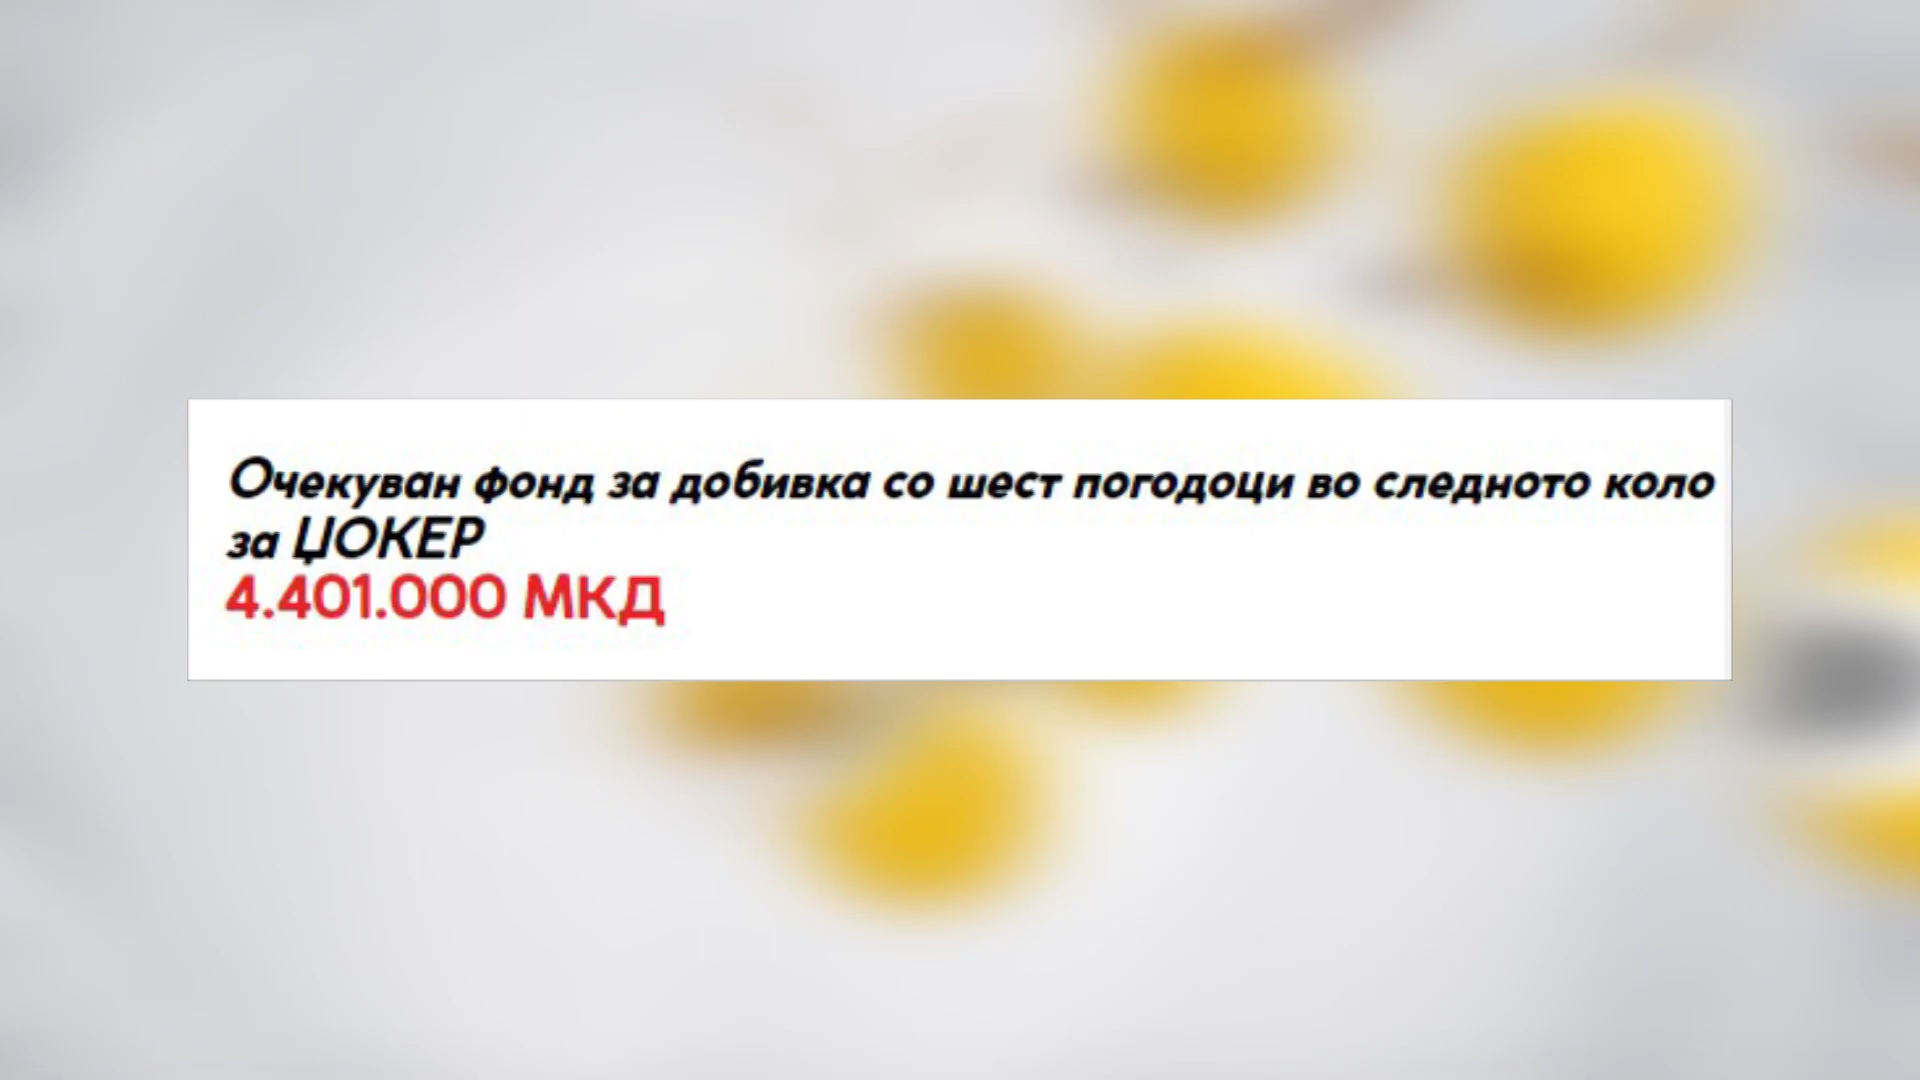 Очекуван фонд за добивка со шест погодоци во следното коло
за ЏОКЕР
4.401.000 МКД